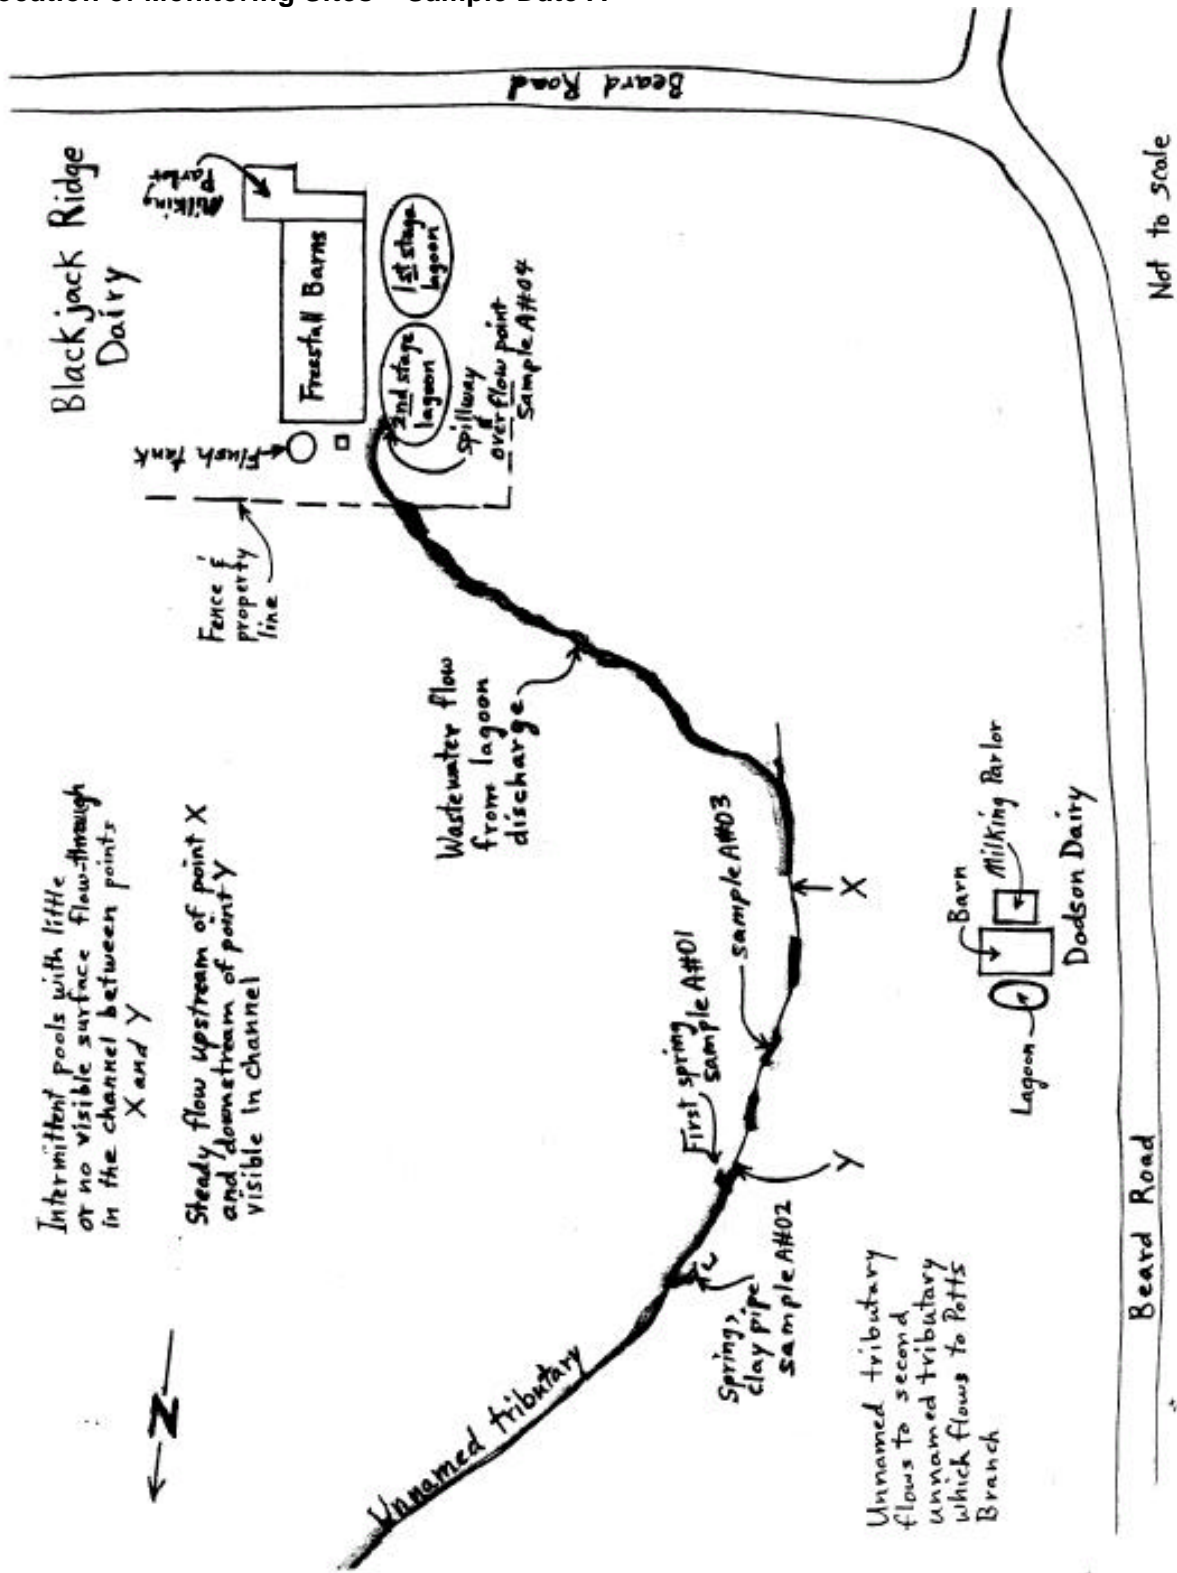 Location of Monitoring Sites – Sample Date A
Beard Road
Blackjack Ridge
Dairy
Milking
Parlor
Freestall Barns
1st stage
lagoon
2nd stage
lagoon
spillway
overflow point
sample A#04
Flush tank
Fence &
property
line
Wastewater flow
from lagoon
discharge
Intermittent pools with little
or no visible surface flow-through
in the channel between points
X and Y
Steady flow upstream of point X
and downstream of point Y
visible in channel
First spring
sample A#01
sample A#03
X
Y
Springs,
clay pipe
sample A#02
Barn
Milking Parlor
Lagoon
Dodson Dairy
Unnamed tributary
Unnamed tributary
flows to second
unnamed tributary
which flows to Potts
Branch
N
Beard Road
Not to scale